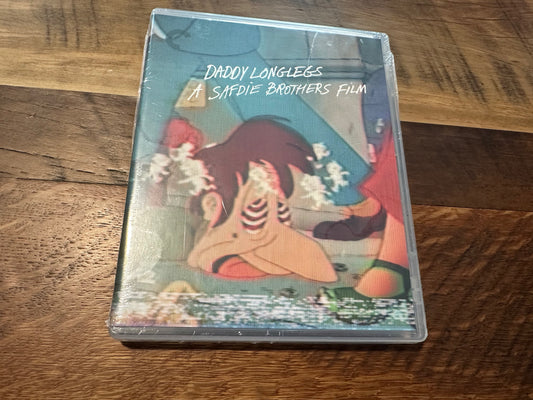 DADDY LONGLEGS
A SAFDIE BROTHERS FILM